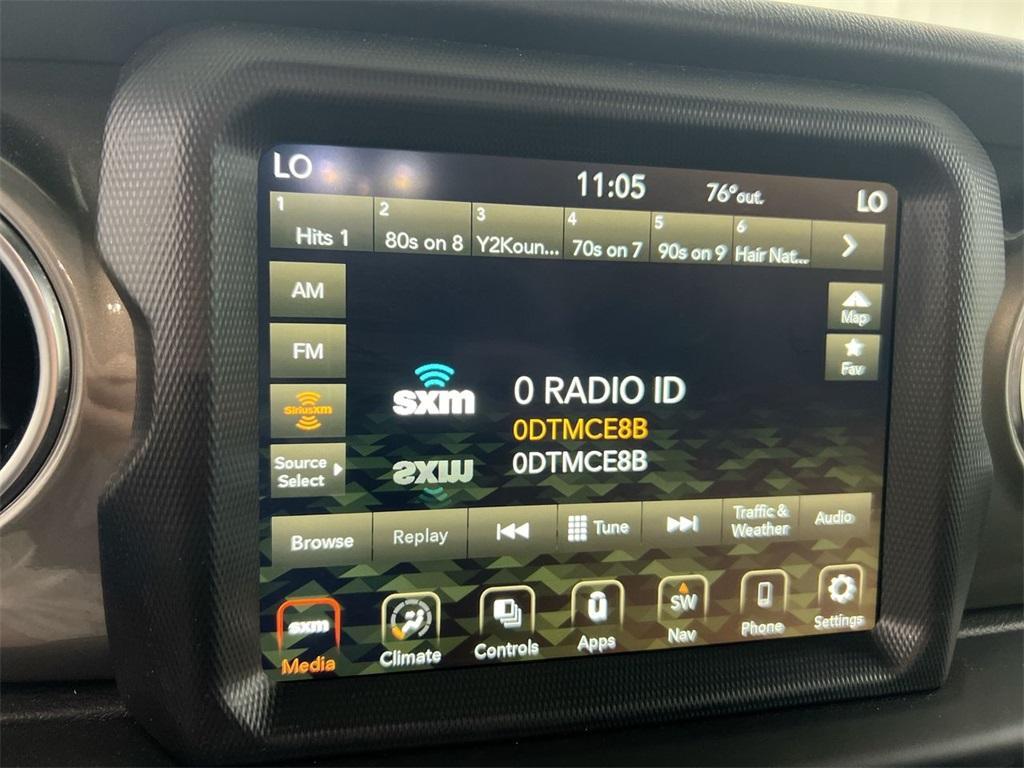 LO
11:05
76° out.
LO
1
Hits 1
2
80s on 8
3
Y2Koun...
4
70s on 7
5
90s on 9
6
Hair Nat...
AM
FM
SiriusXM
Source
Select
Map
Fav
sxm
0 RADIO ID
0DTMCE8B
0DTMCE8B
sxm
Browse
Replay
Tune
Traffic &
Weather
Audio
sxm
Media
Climate
Controls
Apps
SW
Nav
Phone
Settings